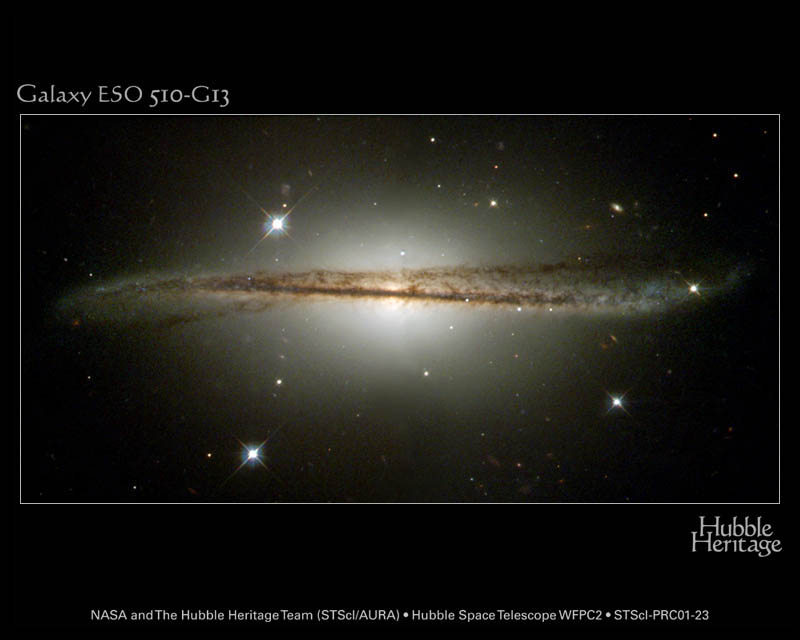 Galaxy ESO 510-G13
Hubble
Heritage
NASA and The Hubble Heritage Team (STScI/AURA) • Hubble Space Telescope WFPC2 • STScI-PRC01-23